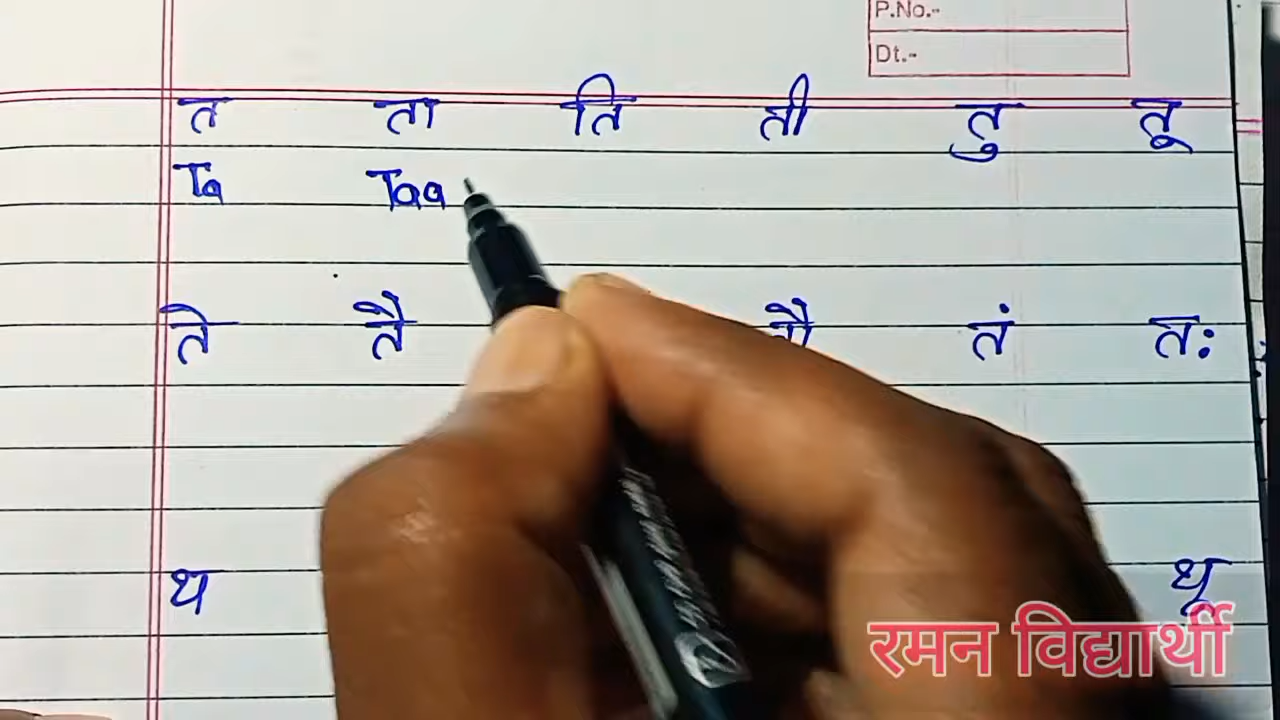 P.No.-
Dt.-
त ता ति ती तु तू
Ta Taa
ते तै तं तः
थ थू
रमन विद्यार्थी